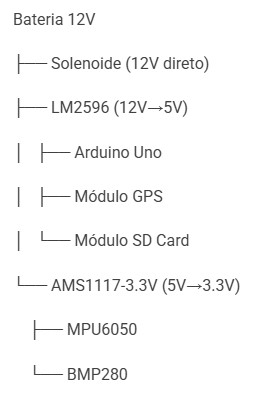 Bateria 12V
├── Solenoide (12V direto)
├── LM2596 (12V→5V)
│ ├── Arduino Uno
│ ├── Módulo GPS
│ └── Módulo SD Card
└── AMS1117-3.3V (5V→3.3V)
├── MPU6050
└── BMP280